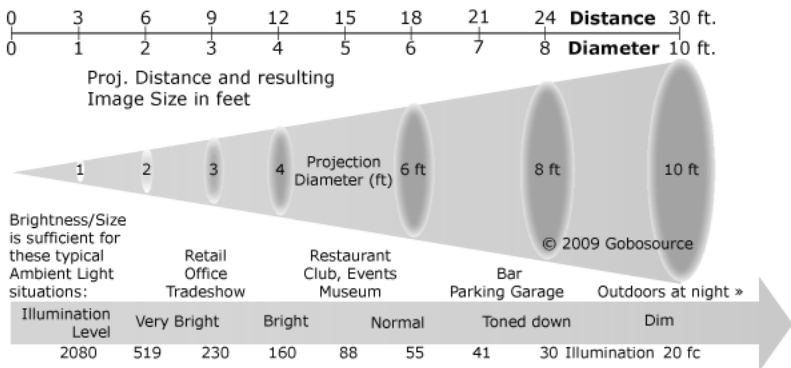 0 3 6 9 12 15 18 21 24 Distance 30 ft.
0 1 2 3 4 5 6 7 8 Diameter 10 ft.
Proj. Distance and resulting
Image Size in feet
1 2 3 4 Projection Diameter (ft) 6 ft 8 ft 10 ft
© 2009 Gobosource
Brightness/Size
is sufficient for
these typical
Ambient Light
situations:
Retail
Office
Tradeshow
Restaurant
Club, Events
Museum
Bar
Parking Garage
Outdoors at night »
Illumination
Level
Very Bright Bright Normal Toned down Dim
2080 519 230 160 88 55 41 30 Illumination 20 fc